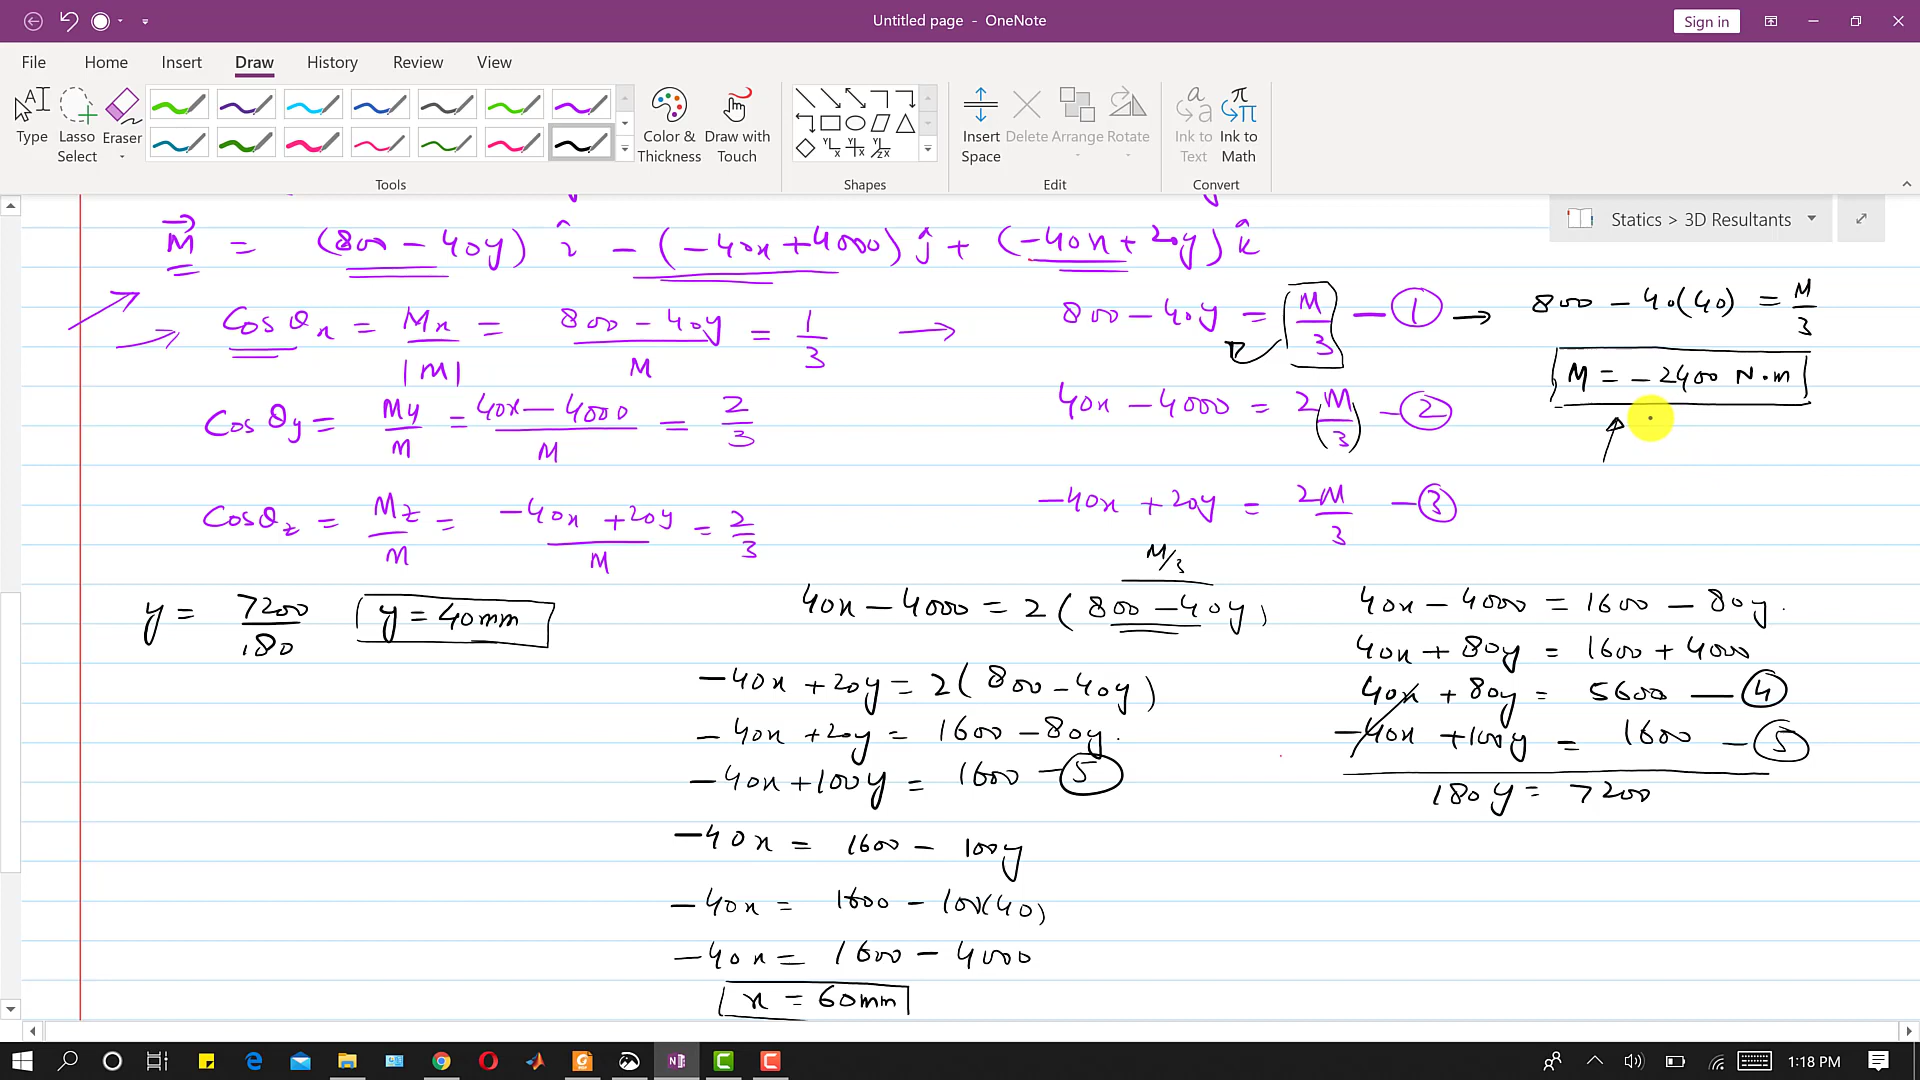 Untitled page - OneNote
Sign in
File Home Insert Draw History Review View
Type
Lasso Select
Eraser
Color & Thickness
Draw with Touch
Insert Space
Delete Arrange Rotate
Ink to Text
Ink to Math
Tools Shapes Edit Convert
Statics > 3D Resultants
M⃗ = (800 - 40y) î - (-40x + 4000) ĵ + (-40x + 20y) k̂
Cos θx = Mx/|M| = (800 - 40y)/M = 1/3 →
Cos θy = My/M = (40x - 4000)/M = 2/3
Cos θz = Mz/M = (-40x + 20y)/M = 2/3
800 - 40y = M/3 - ① →
40x - 4000 = 2(M/3) - ②
-40x + 20y = 2M/3 - ③
800 - 40(40) = M/3
M = -2400 N.m
y = 7200/180 y = 40mm
M/3
40x - 4000 = 2(800 - 40y)
-40x + 20y = 2(800 - 40y)
-40x + 20y = 1600 - 80y.
-40x + 100y = 1600 - ⑤
-40x = 1600 - 100y
-40x = 1600 - 100(40)
-40x = 1600 - 4000
x = 60mm
40x - 4000 = 1600 - 80y.
40x + 80y = 1600 + 4000
40x + 80y = 5600 - ④
-40x + 100y = 1600 - ⑤
180y = 7200
1:18 PM